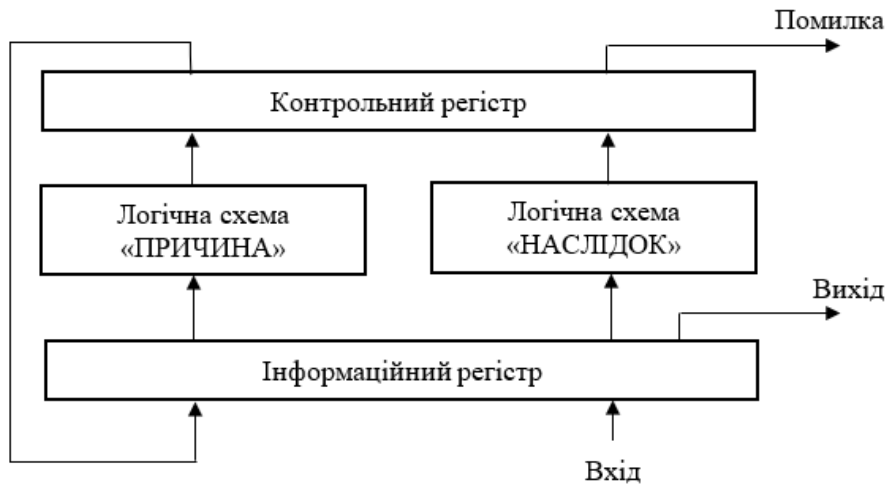 Помилка
Контрольний регістр
Логічна схема
«ПРИЧИНА»
Логічна схема
«НАСЛІДОК»
Вихід
Інформаційний регістр
Вхід